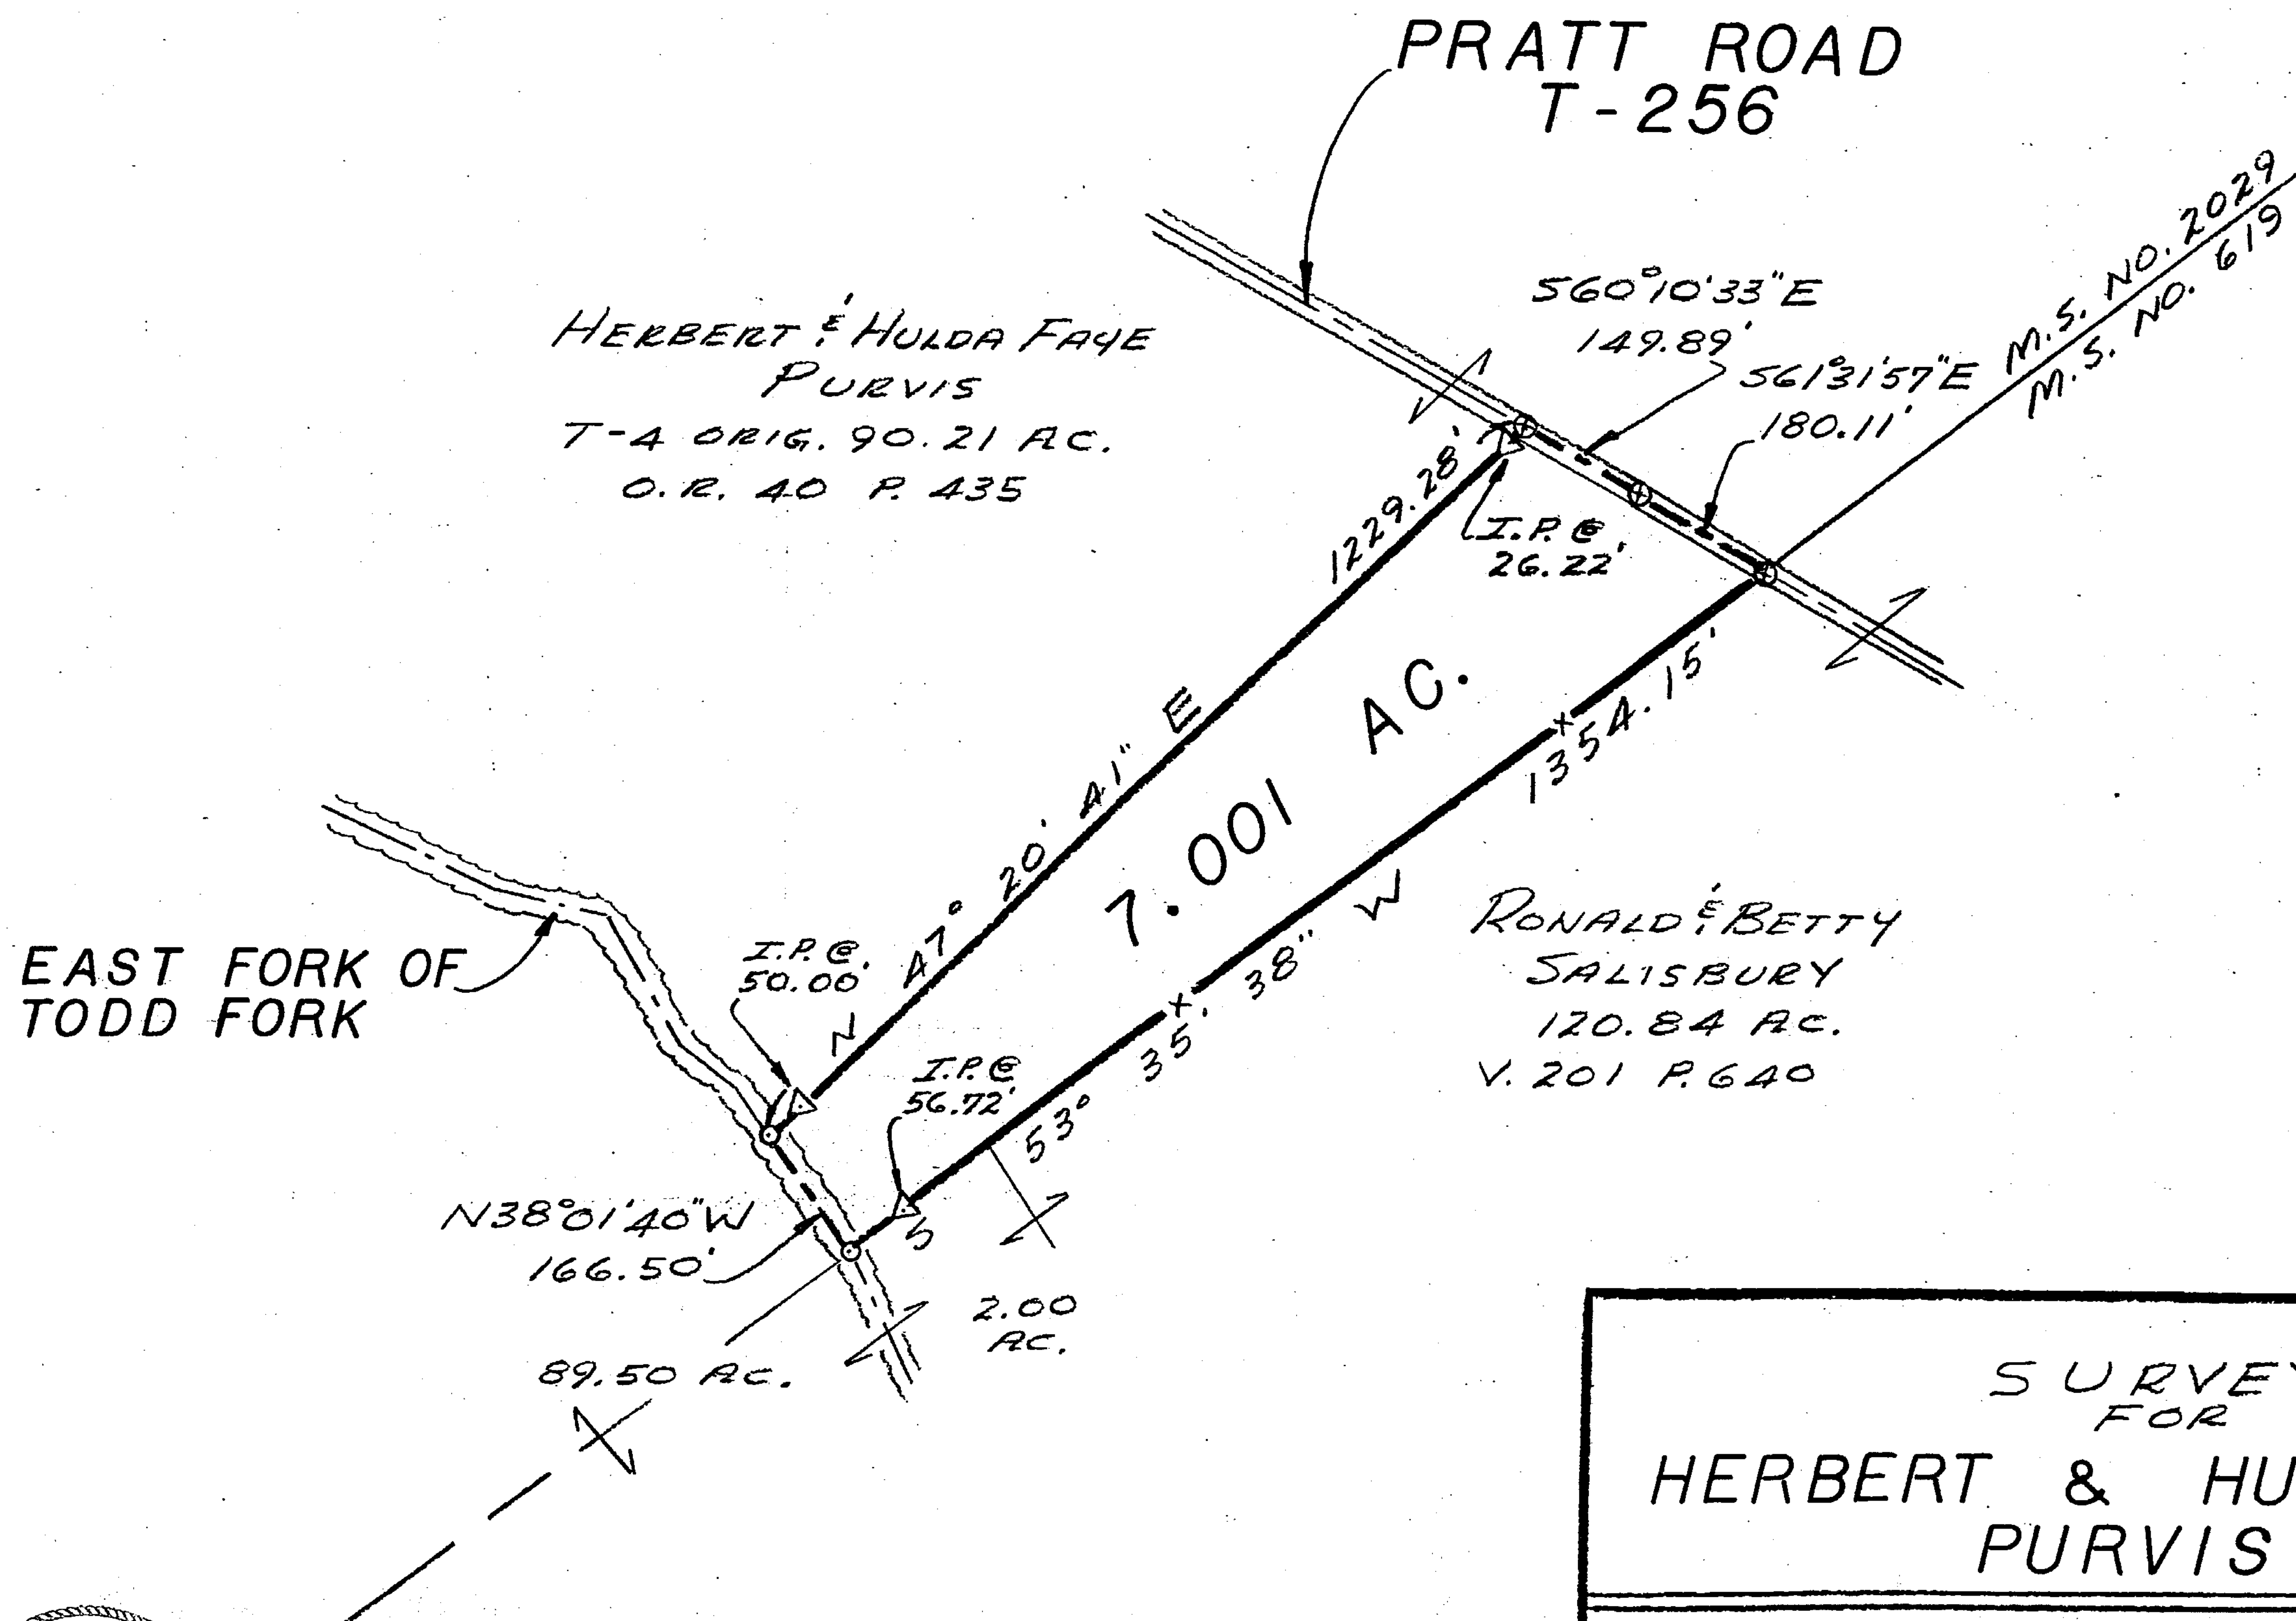 PRATT ROAD
T-256
M.S. NO. 2029
M.S. NO. 619
S60°10'33"E
149.89'
S61°31'57"E
180.11'
HERBERT & HULDA FAYE
PURVIS
T-4 ORIG. 90.21 AC.
O.R. 40 P. 435
1229.28'
I.P. @
26.22'
N 47° 20' 41" E
7.001 AC.
1354.15'
S 53° 35' 38" W
RONALD & BETTY
SALISBURY
120.84 AC.
V. 201 P. 640
EAST FORK OF
TODD FORK
I.P. @
50.00'
I.P. @
56.72'
N38°01'40"W
166.50'
2.00
AC.
89.50 AC.
SURVEY
FOR
HERBERT & HU
PURVIS